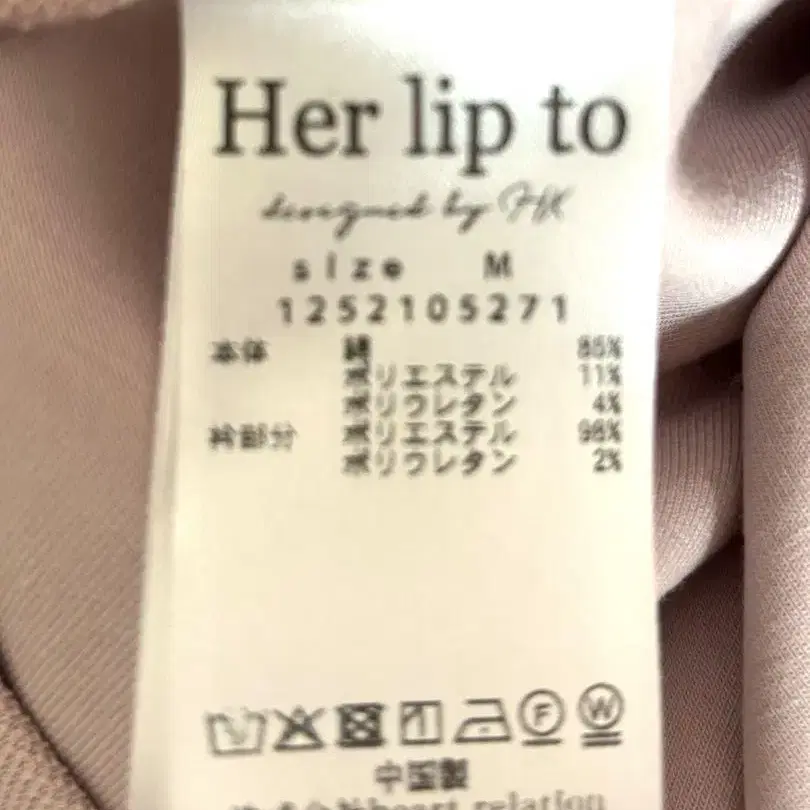 Her lip to
designed by HK
size M
1252105271
本体 綿 85%
ポリエステル 11%
ポリウレタン 4%
衿部分 ポリエステル 98%
ポリウレタン 2%
F W
中国製
heart relation